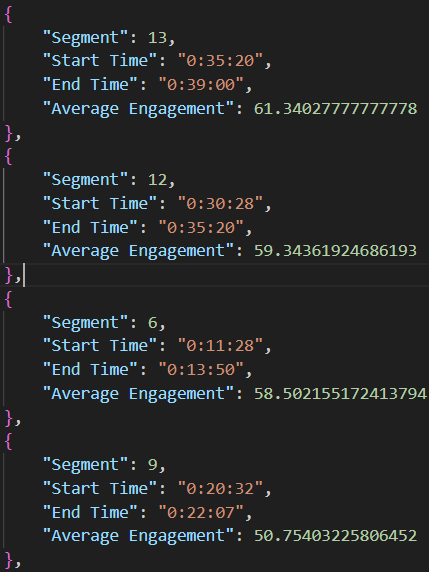 {
"Segment": 13,
"Start Time": "0:35:20",
"End Time": "0:39:00",
"Average Engagement": 61.34027777777778
},
{
"Segment": 12,
"Start Time": "0:30:28",
"End Time": "0:35:20",
"Average Engagement": 59.34361924686193
},
{
"Segment": 6,
"Start Time": "0:11:28",
"End Time": "0:13:50",
"Average Engagement": 58.502155172413794
},
{
"Segment": 9,
"Start Time": "0:20:32",
"End Time": "0:22:07",
"Average Engagement": 50.75403225806452
},